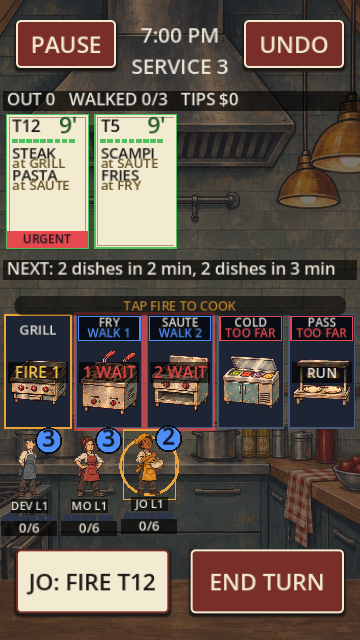 PAUSE
7:00 PM
SERVICE 3
UNDO
OUT 0 WALKED 0/3 TIPS $0
T12 9'
STEAK
at GRILL
PASTA
at SAUTE
URGENT
T5 9'
SCAMPI
at SAUTE
FRIES
at FRY
NEXT: 2 dishes in 2 min, 2 dishes in 3 min
TAP FIRE TO COOK
GRILL
FIRE 1
FRY
WALK 1
1 WAIT
SAUTE
WALK 2
2 WAIT
COLD
TOO FAR
PASS
TOO FAR
RUN
3
3
2
DEV L1
MO L1
JO L1
0/6
0/6
0/6
JO: FIRE T12
END TURN